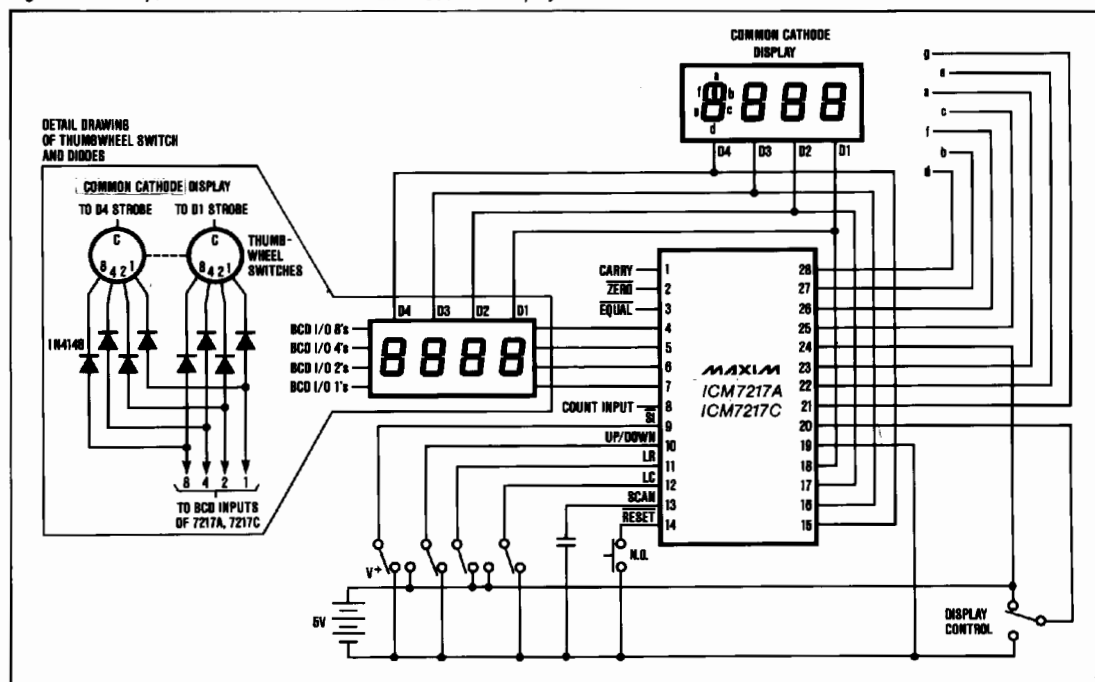 COMMON CATHODE
DISPLAY
a
f b
e c
d
D4 D3 D2 D1
g
e
a
c
f
b
d
DETAIL DRAWING
OF THUMBWHEEL SWITCH
AND DIODES
COMMON CATHODE DISPLAY
TO D4 STROBE TO D1 STROBE
C C
8 4 2 1 8 4 2 1
THUMB-
WHEEL
SWITCHES
1N4148
8 4 2 1
TO BCD INPUTS
OF 7217A, 7217C
D4 D3 D2 D1
BCD I/O 8's
BCD I/O 4's
BCD I/O 2's
BCD I/O 1's
8888
CARRY 1
ZERO 2
EQUAL 3
4
5
6
7
COUNT INPUT 8
SI 9
UP/DOWN 10
LR 11
LC 12
SCAN 13
RESET 14
MAXIM
ICM7217A
ICM7217C
28
27
26
25
24
23
22
21
20
19
18
17
16
15
V+
N.O.
5V
DISPLAY
CONTROL